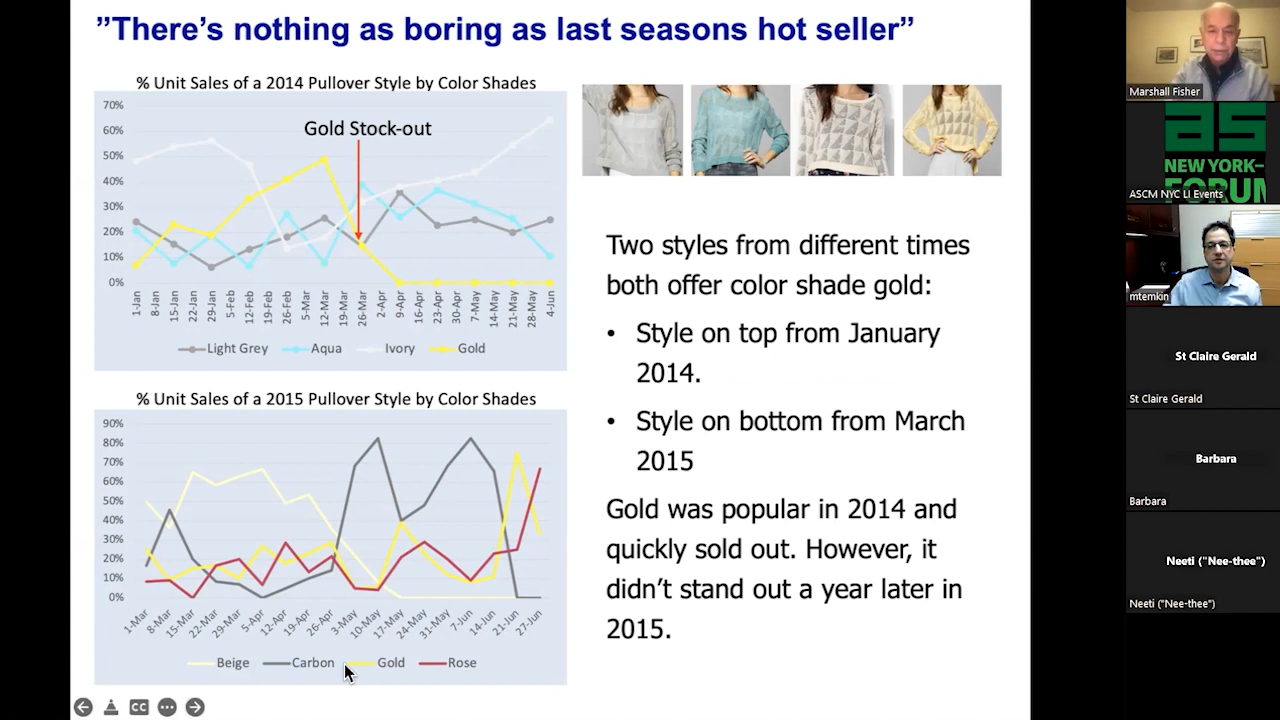 ”There’s nothing as boring as last seasons hot seller”
% Unit Sales of a 2014 Pullover Style by Color Shades
Gold Stock-out
70%
60%
50%
40%
30%
20%
10%
0%
1-Jan
8-Jan
15-Jan
22-Jan
29-Jan
5-Feb
12-Feb
19-Feb
26-Feb
5-Mar
12-Mar
19-Mar
26-Mar
2-Apr
9-Apr
16-Apr
23-Apr
30-Apr
7-May
14-May
21-May
28-May
4-Jun
Light Grey
Aqua
Ivory
Gold
% Unit Sales of a 2015 Pullover Style by Color Shades
90%
80%
70%
60%
50%
40%
30%
20%
10%
0%
1-Mar
8-Mar
15-Mar
22-Mar
29-Mar
5-Apr
12-Apr
19-Apr
26-Apr
3-May
10-May
17-May
24-May
31-May
7-Jun
14-Jun
21-Jun
27-Jun
Beige
Carbon
Gold
Rose
Two styles from different times
both offer color shade gold:
• Style on top from January
2014.
• Style on bottom from March
2015
Gold was popular in 2014 and
quickly sold out. However, it
didn’t stand out a year later in
2015.
CC
Marshall Fisher
as
NEW YORK-
FORUM
ASCM NYC LI Events
mtemkin
St Claire Gerald
St Claire Gerald
Barbara
Barbara
Neeti ("Nee-thee")
Neeti ("Nee-thee")